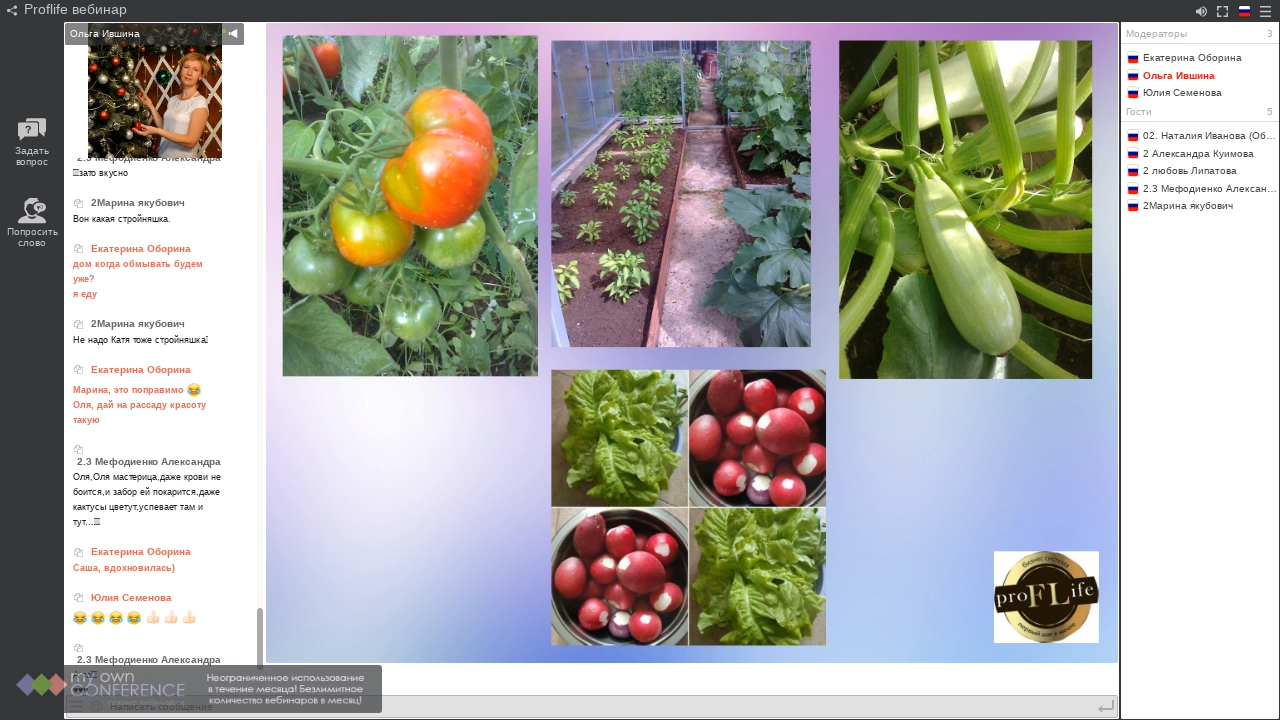 Proflife вебинар
Ольга Ившина
Задать
вопрос
Попросить
слово
2.3 Мефодиенко Александра
зато вкусно
2Марина якубович
Вон какая стройняшка.
Екатерина Оборина
дом когда обмывать будем
уже?
я еду
2Марина якубович
Не надо Катя тоже стройняшка
Екатерина Оборина
Марина, это поправимо
Оля, дай на рассаду красоту
такую
2.3 Мефодиенко Александра
Оля,Оля мастерица,даже крови не
боится,и забор ей покарится,даже
кактусы цветут,успевает там и
тут...
Екатерина Оборина
Саша, вдохновилась)
Юлия Семенова
2.3 Мефодиенко Александра
my own
CONFERENCE
Неограниченное использование
в течение месяца! Безлимитное
количество вебинаров в месяц!
Написать сообщение
бизнес система
proFLife
первый шаг к мечте
Модераторы 3
Екатерина Оборина
Ольга Ившина
Юлия Семенова
Гости 5
02. Наталия Иванова (Об...
2 Александра Куимова
2 любовь Липатова
2.3 Мефодиенко Алексан...
2Марина якубович